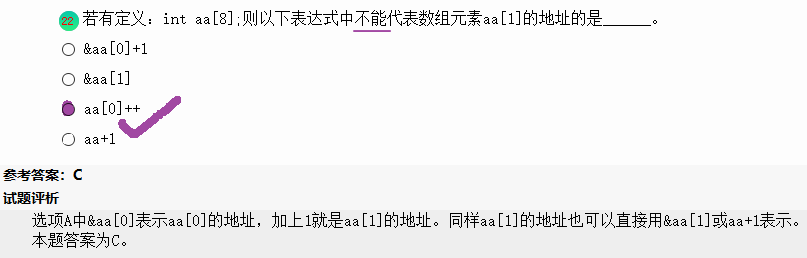 22 若有定义：int aa[8];则以下表达式中不能代表数组元素aa[1]的地址的是______。
&aa[0]+1
&aa[1]
aa[0]++
aa+1
参考答案：C
试题评析
选项A中&aa[0]表示aa[0]的地址，加上1就是aa[1]的地址。同样aa[1]的地址也可以直接用&aa[1]或aa+1表示。
本题答案为C。